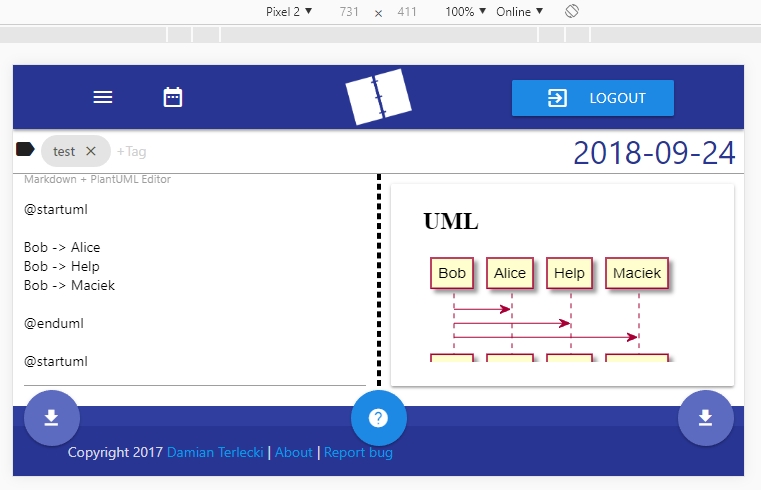 Pixel 2 ▼ 731 × 411 100% ▼ Online ▼
LOGOUT
test × +Tag
2018-09-24
Markdown + PlantUML Editor
@startuml
Bob -> Alice
Bob -> Help
Bob -> Maciek
@enduml
@startuml
UML
Bob Alice Help Maciek
?
Copyright 2017 Damian Terlecki | About | Report bug